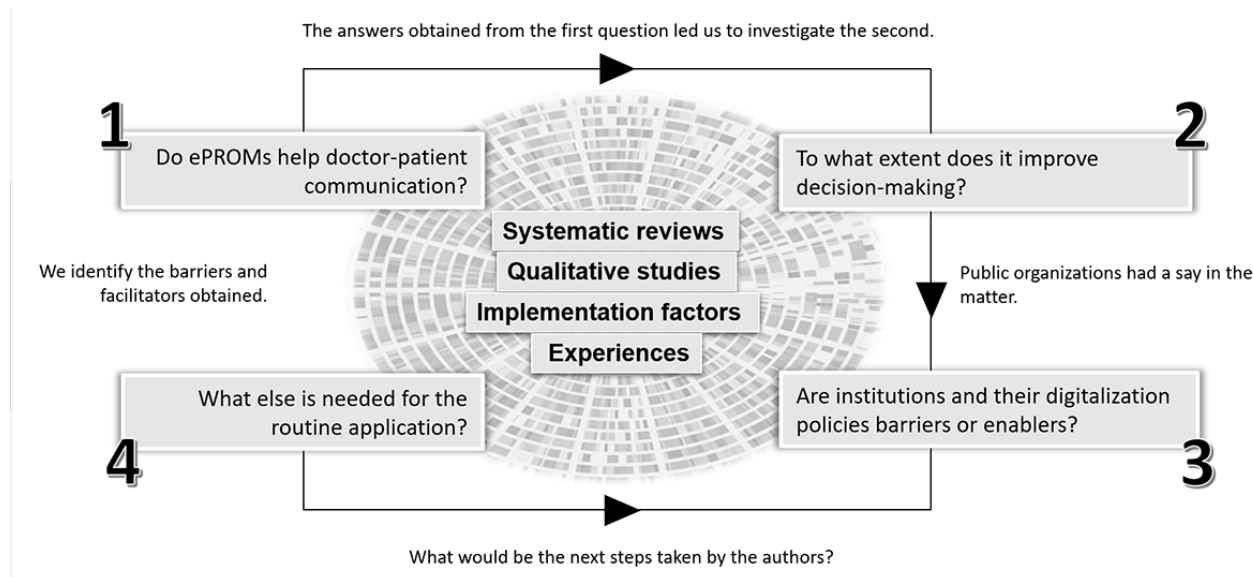 The answers obtained from the first question led us to investigate the second.
1
Do ePROMs help doctor-patient
communication?
2
To what extent does it improve
decision-making?
Systematic reviews
Qualitative studies
Implementation factors
Experiences
We identify the barriers and
facilitators obtained.
Public organizations had a say in the
matter.
What else is needed for the
routine application?
4
Are institutions and their digitalization
policies barriers or enablers?
3
What would be the next steps taken by the authors?